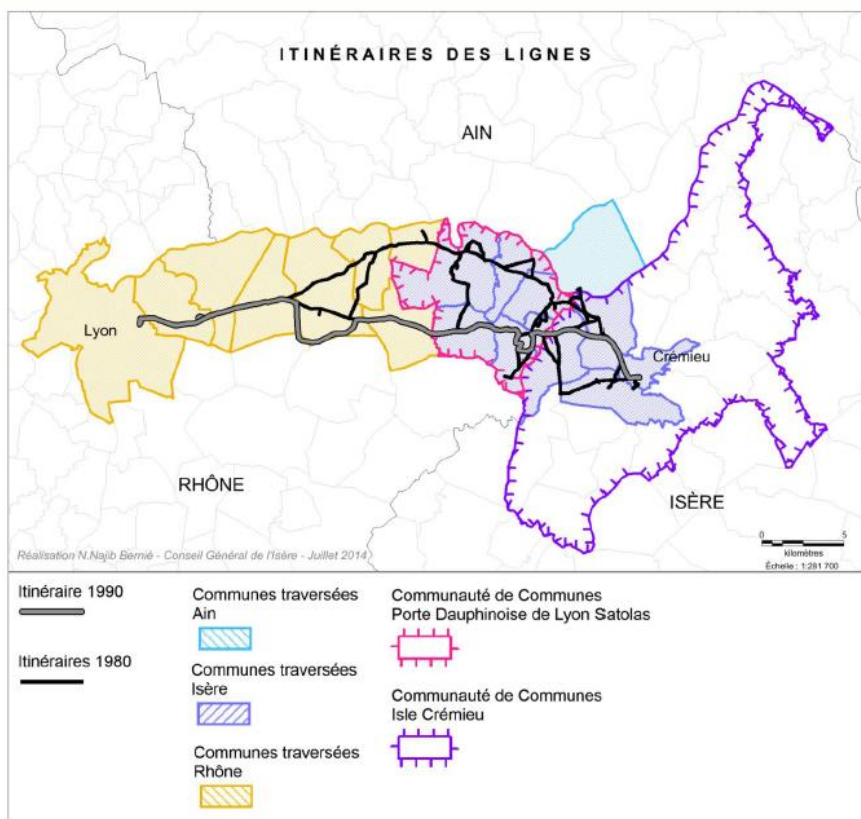 ITINÉRAIRES DES LIGNES
AIN
Lyon
Crémieu
RHÔNE
ISÈRE
0 5
kilomètres
Échelle : 1:281 700
Réalisation N.Najib Bernié - Conseil Général de l'Isère - Juillet 2014
Itinéraire 1990
Itinéraires 1980
Communes traversées
Ain
Communes traversées
Isère
Communes traversées
Rhône
Communauté de Communes
Porte Dauphinoise de Lyon Satolas
Communauté de Communes
Isle Crémieu